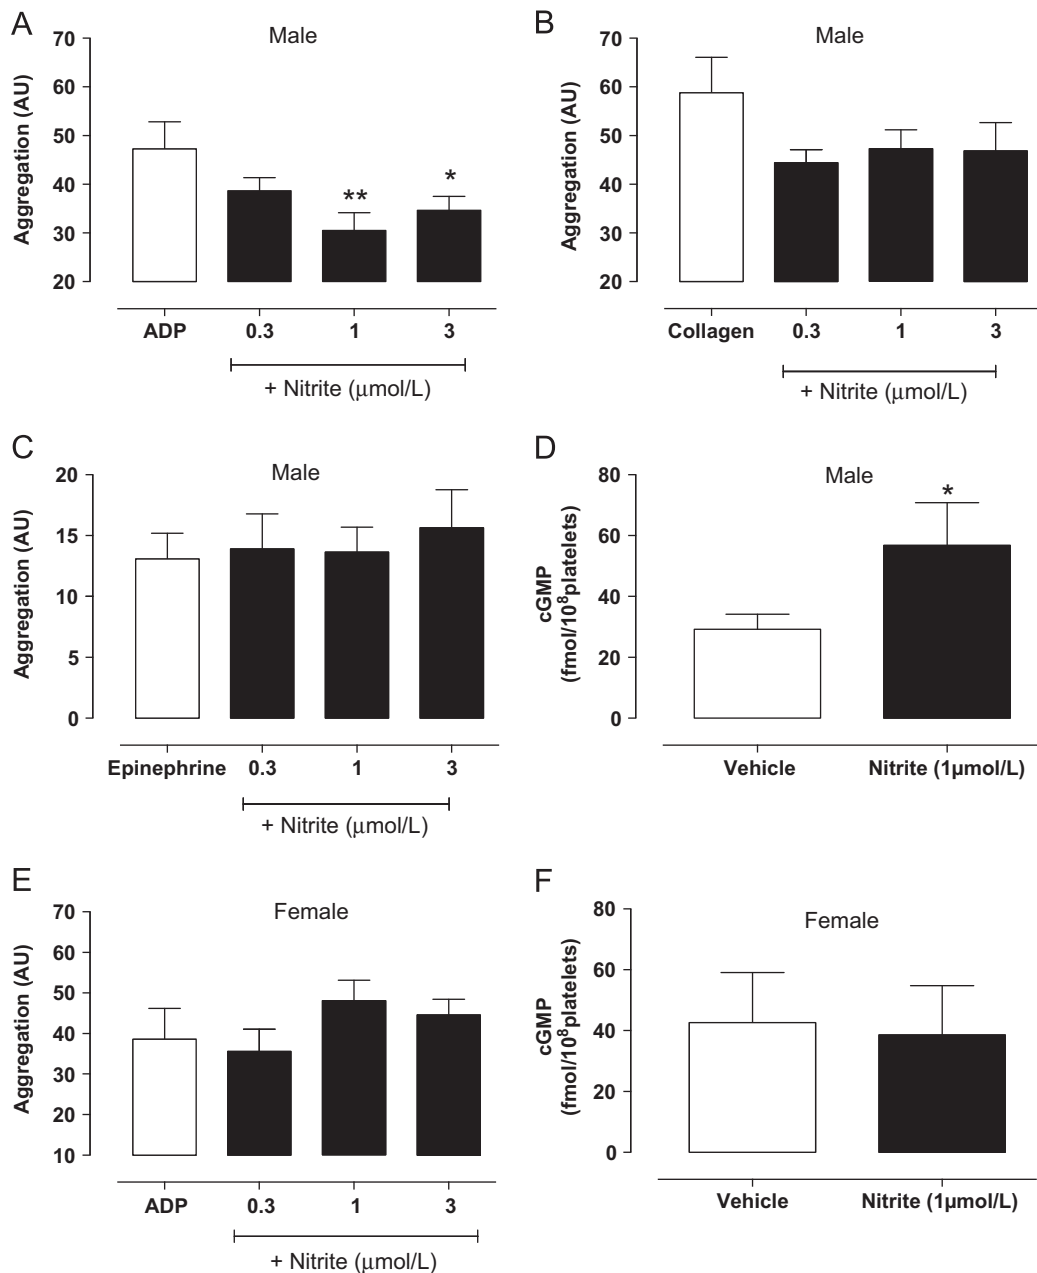 A
Male
Aggregation (AU)
70
60
50
40
30
20
**
*
ADP
0.3
1
3
+ Nitrite (μmol/L)
B
Male
Aggregation (AU)
70
60
50
40
30
20
Collagen
0.3
1
3
+ Nitrite (μmol/L)
C
Male
Aggregation (AU)
20
15
10
5
0
Epinephrine
0.3
1
3
+ Nitrite (μmol/L)
D
Male
cGMP
(fmol/10⁸platelets)
80
60
40
20
0
*
Vehicle
Nitrite (1μmol/L)
E
Female
Aggregation (AU)
70
60
50
40
30
20
10
ADP
0.3
1
3
+ Nitrite (μmol/L)
F
Female
cGMP
(fmol/10⁸platelets)
80
60
40
20
0
Vehicle
Nitrite (1μmol/L)